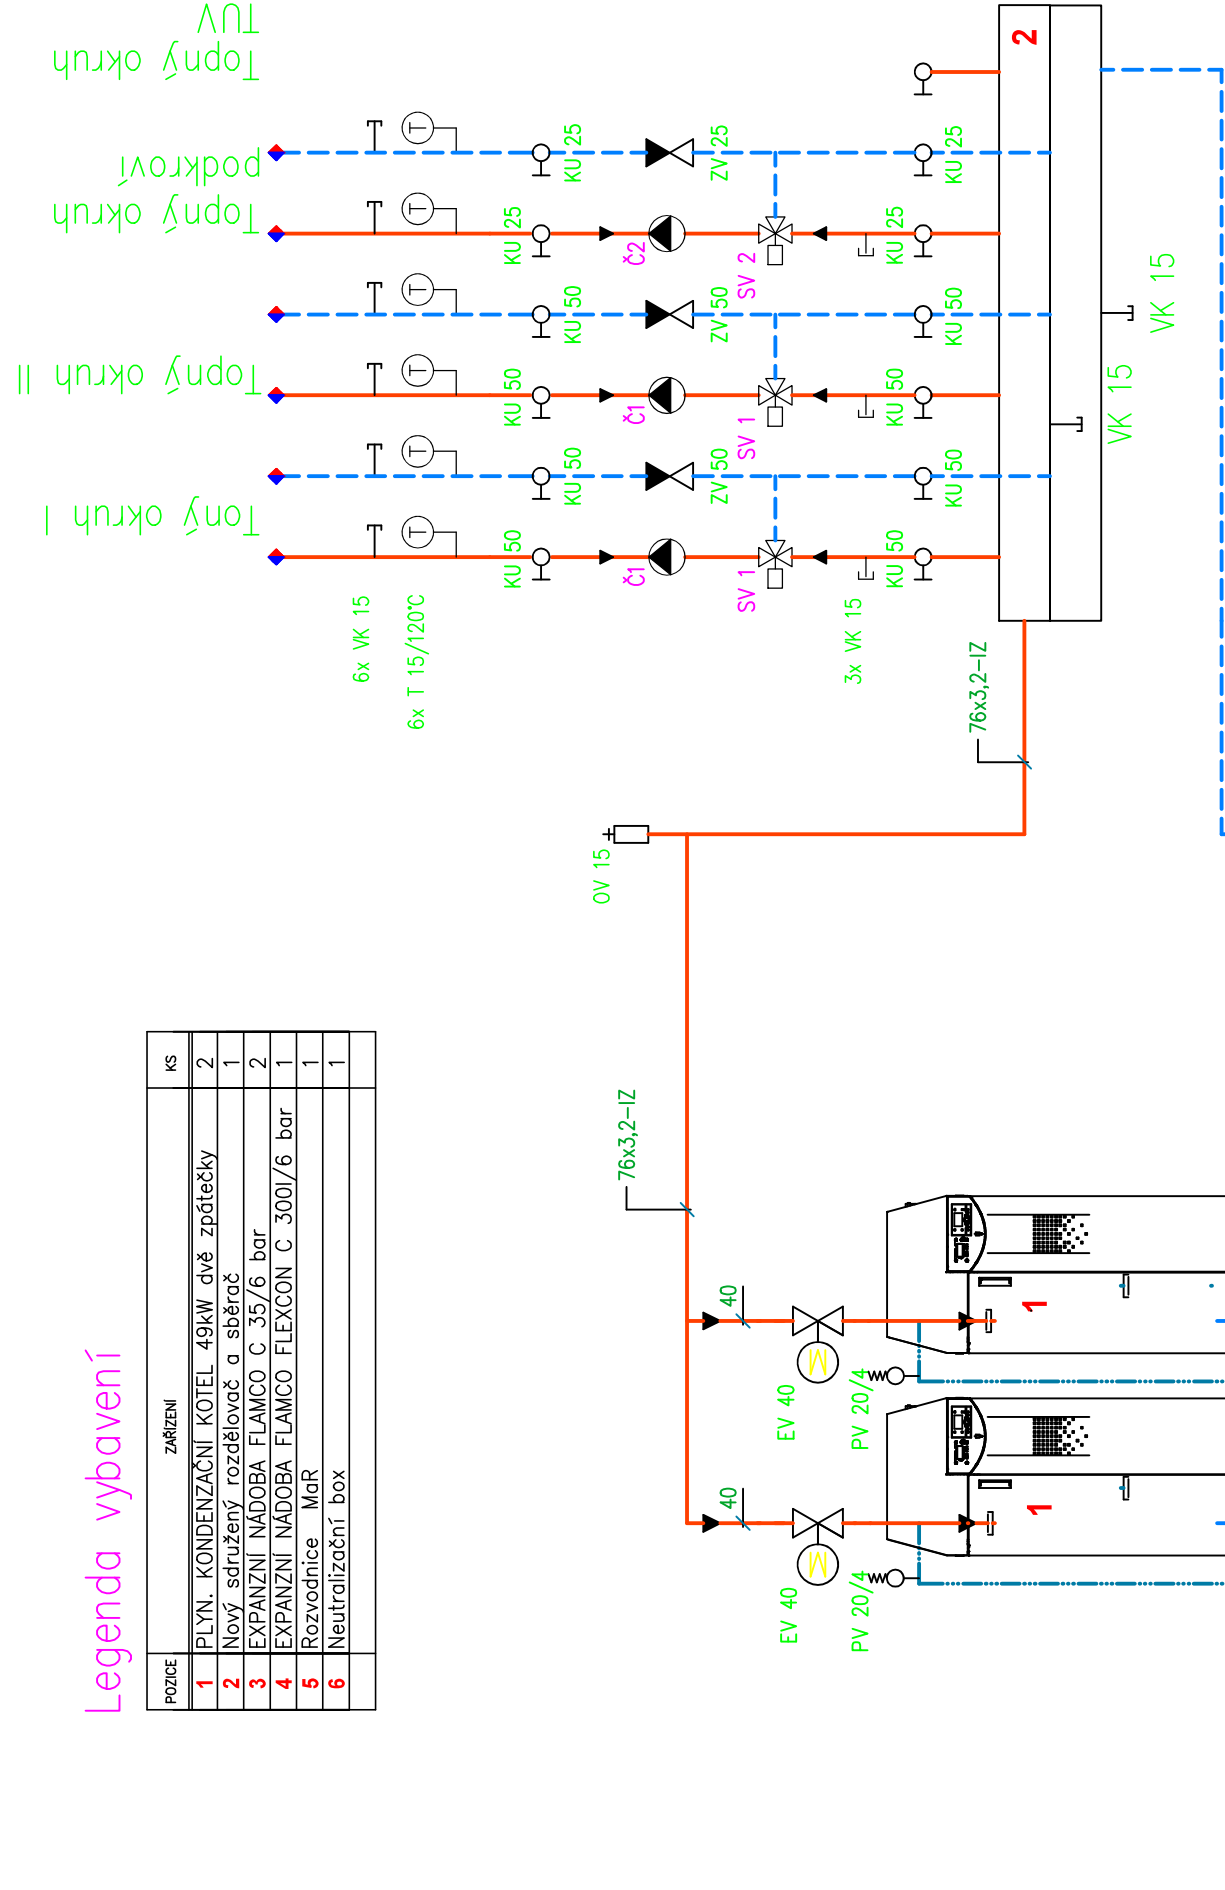 Legenda vybavení
POZICE ZAŘÍZENÍ KS
1 PLYN. KONDENZAČNÍ KOTEL 49kW dvě zpátečky 2
2 Nový sdružený rozdělovač a sběrač 1
3 EXPANZNÍ NÁDOBA FLAMCO C 35/6 bar 2
4 EXPANZNÍ NÁDOBA FLAMCO FLEXCON C 300l/6 bar 1
5 Rozvodnice MaR 1
6 Neutralizační box 1
Toný okruh I
Topný okruh II
Topný okruh
podkroví
Topný okruh
TUV
6x VK 15
6x T 15/120°C
T
T
T
T
T
T
KU 50
KU 50
KU 50
KU 50
KU 25
KU 25
Č1
ZV 50
Č1
ZV 50
Č2
ZV 25
SV 1
SV 1
SV 2
3x VK 15
KU 50
KU 50
KU 50
KU 50
KU 25
KU 25
2
VK 15
VK 15
OV 15
76x3,2-IZ
76x3,2-IZ
40
40
EV 40
EV 40
M
M
PV 20/4
PV 20/4
1
1